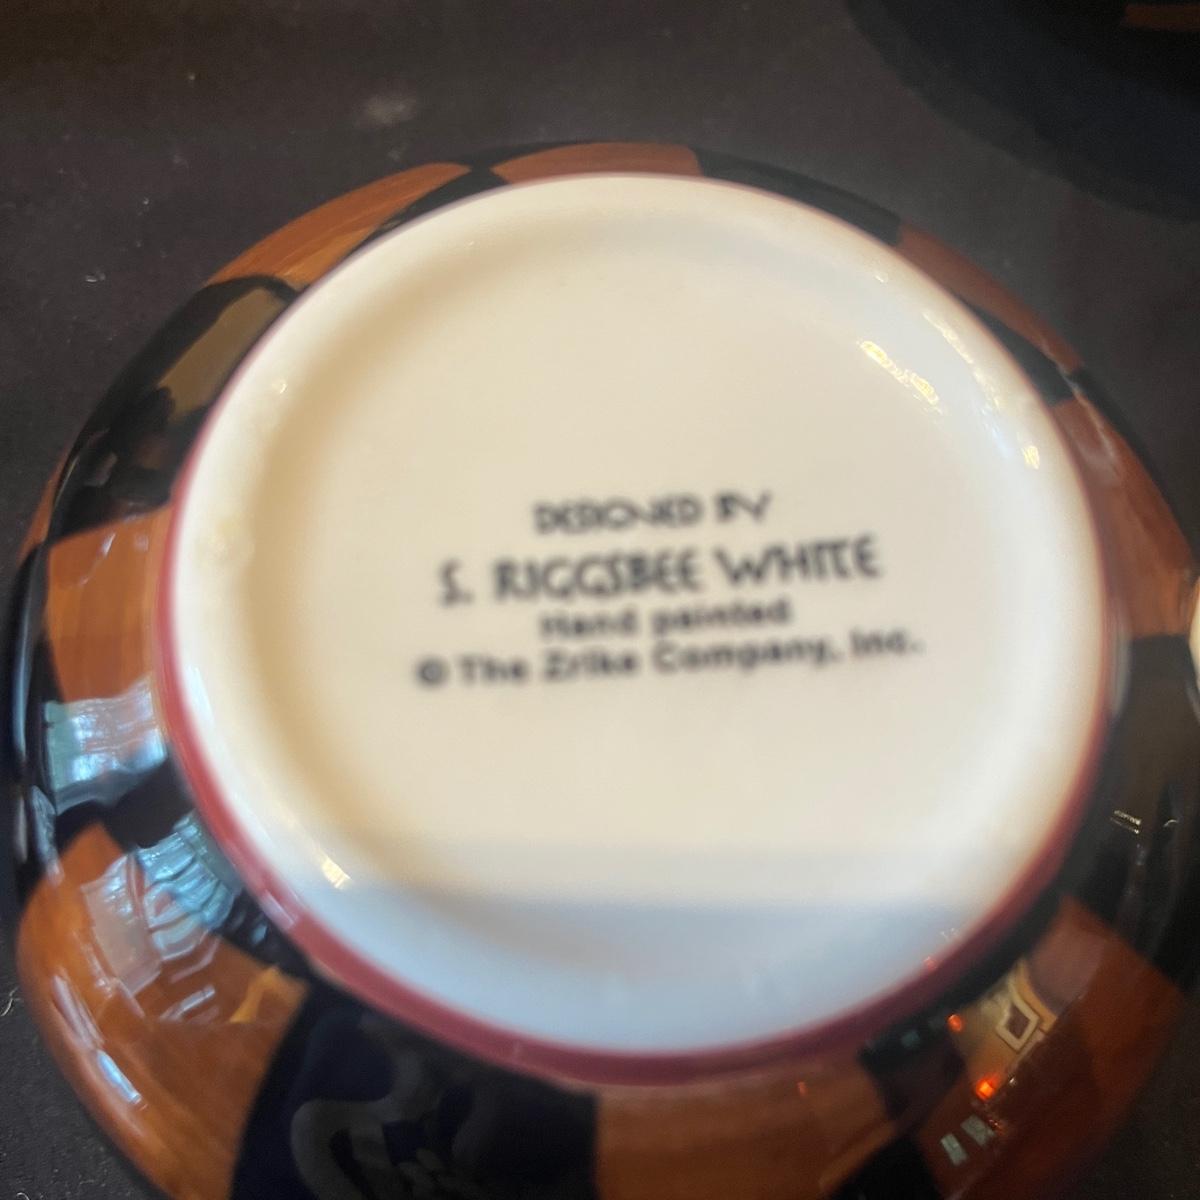 DESIGNED BY
S. RIGGSBEE WHITE
Hand painted
© The Zrike Company, Inc.